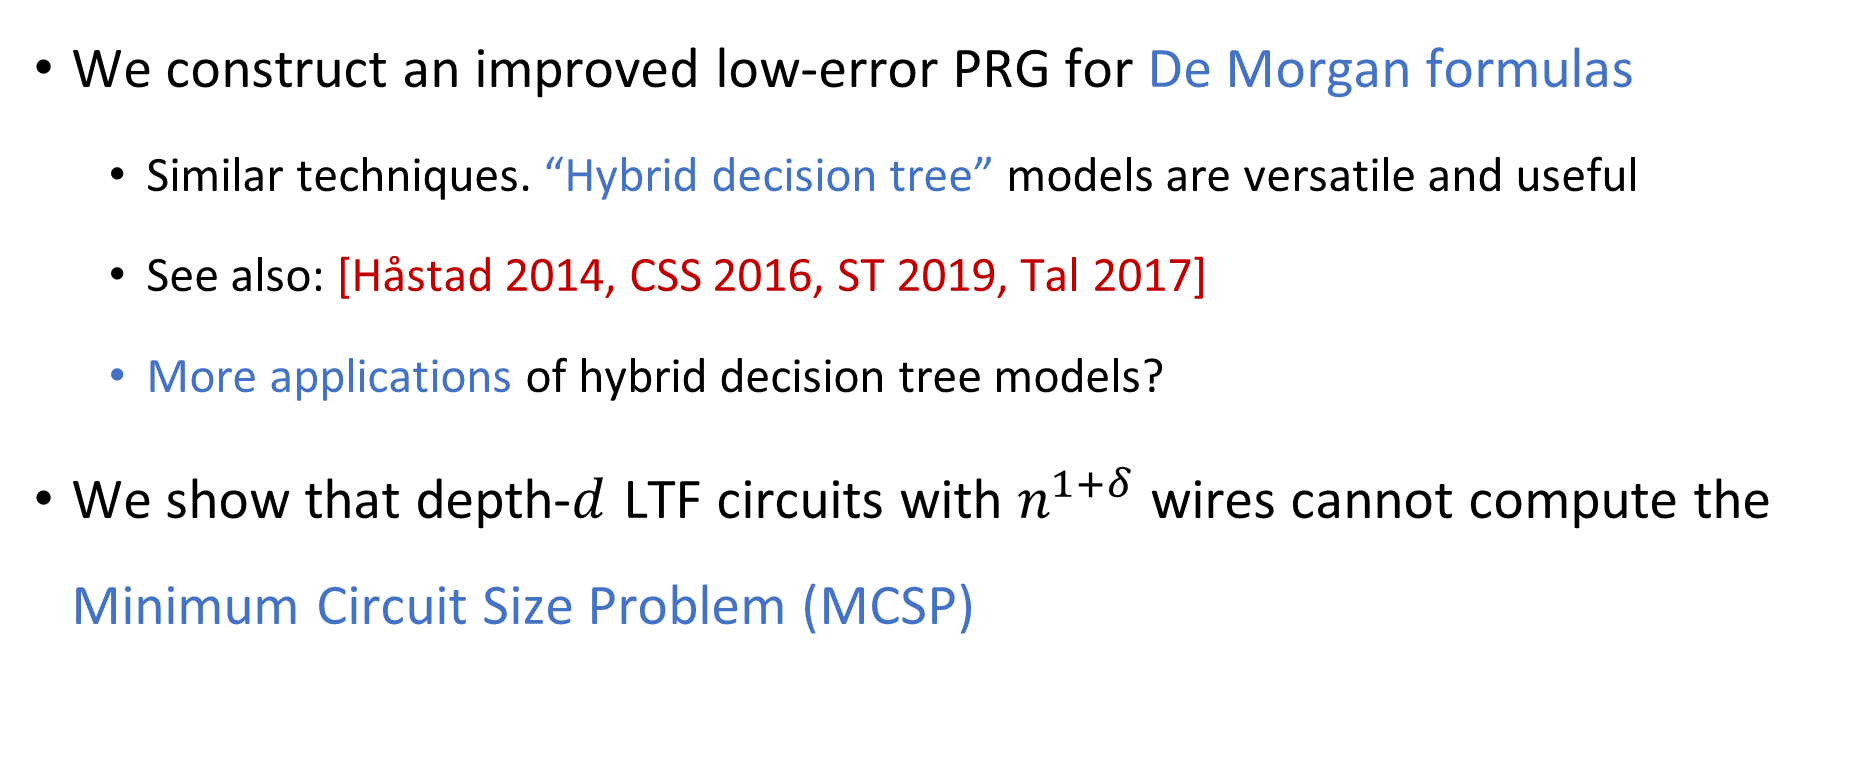 • We construct an improved low-error PRG for De Morgan formulas
• Similar techniques. “Hybrid decision tree” models are versatile and useful
• See also: [Håstad 2014, CSS 2016, ST 2019, Tal 2017]
• More applications of hybrid decision tree models?
• We show that depth-𝑑 LTF circuits with 𝑛^{1+𝛿} wires cannot compute the
Minimum Circuit Size Problem (MCSP)